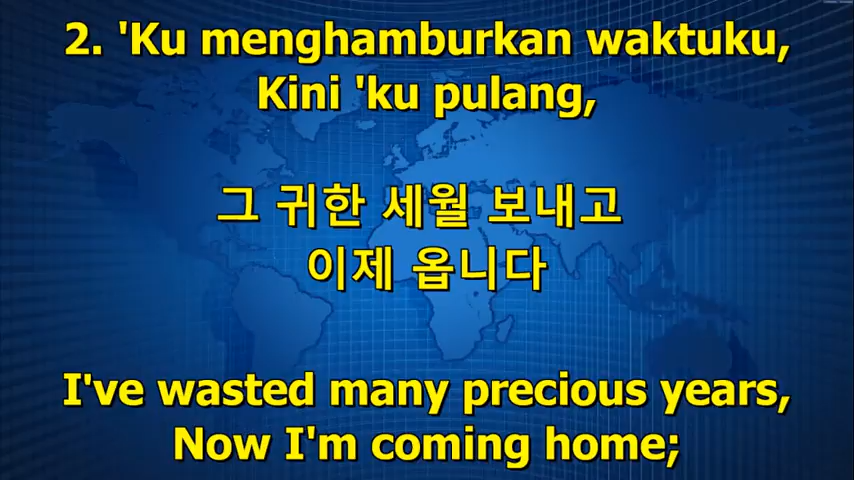 2. 'Ku menghamburkan waktuku,
Kini 'ku pulang,
그 귀한 세월 보내고
이제 옵니다
I've wasted many precious years,
Now I'm coming home;